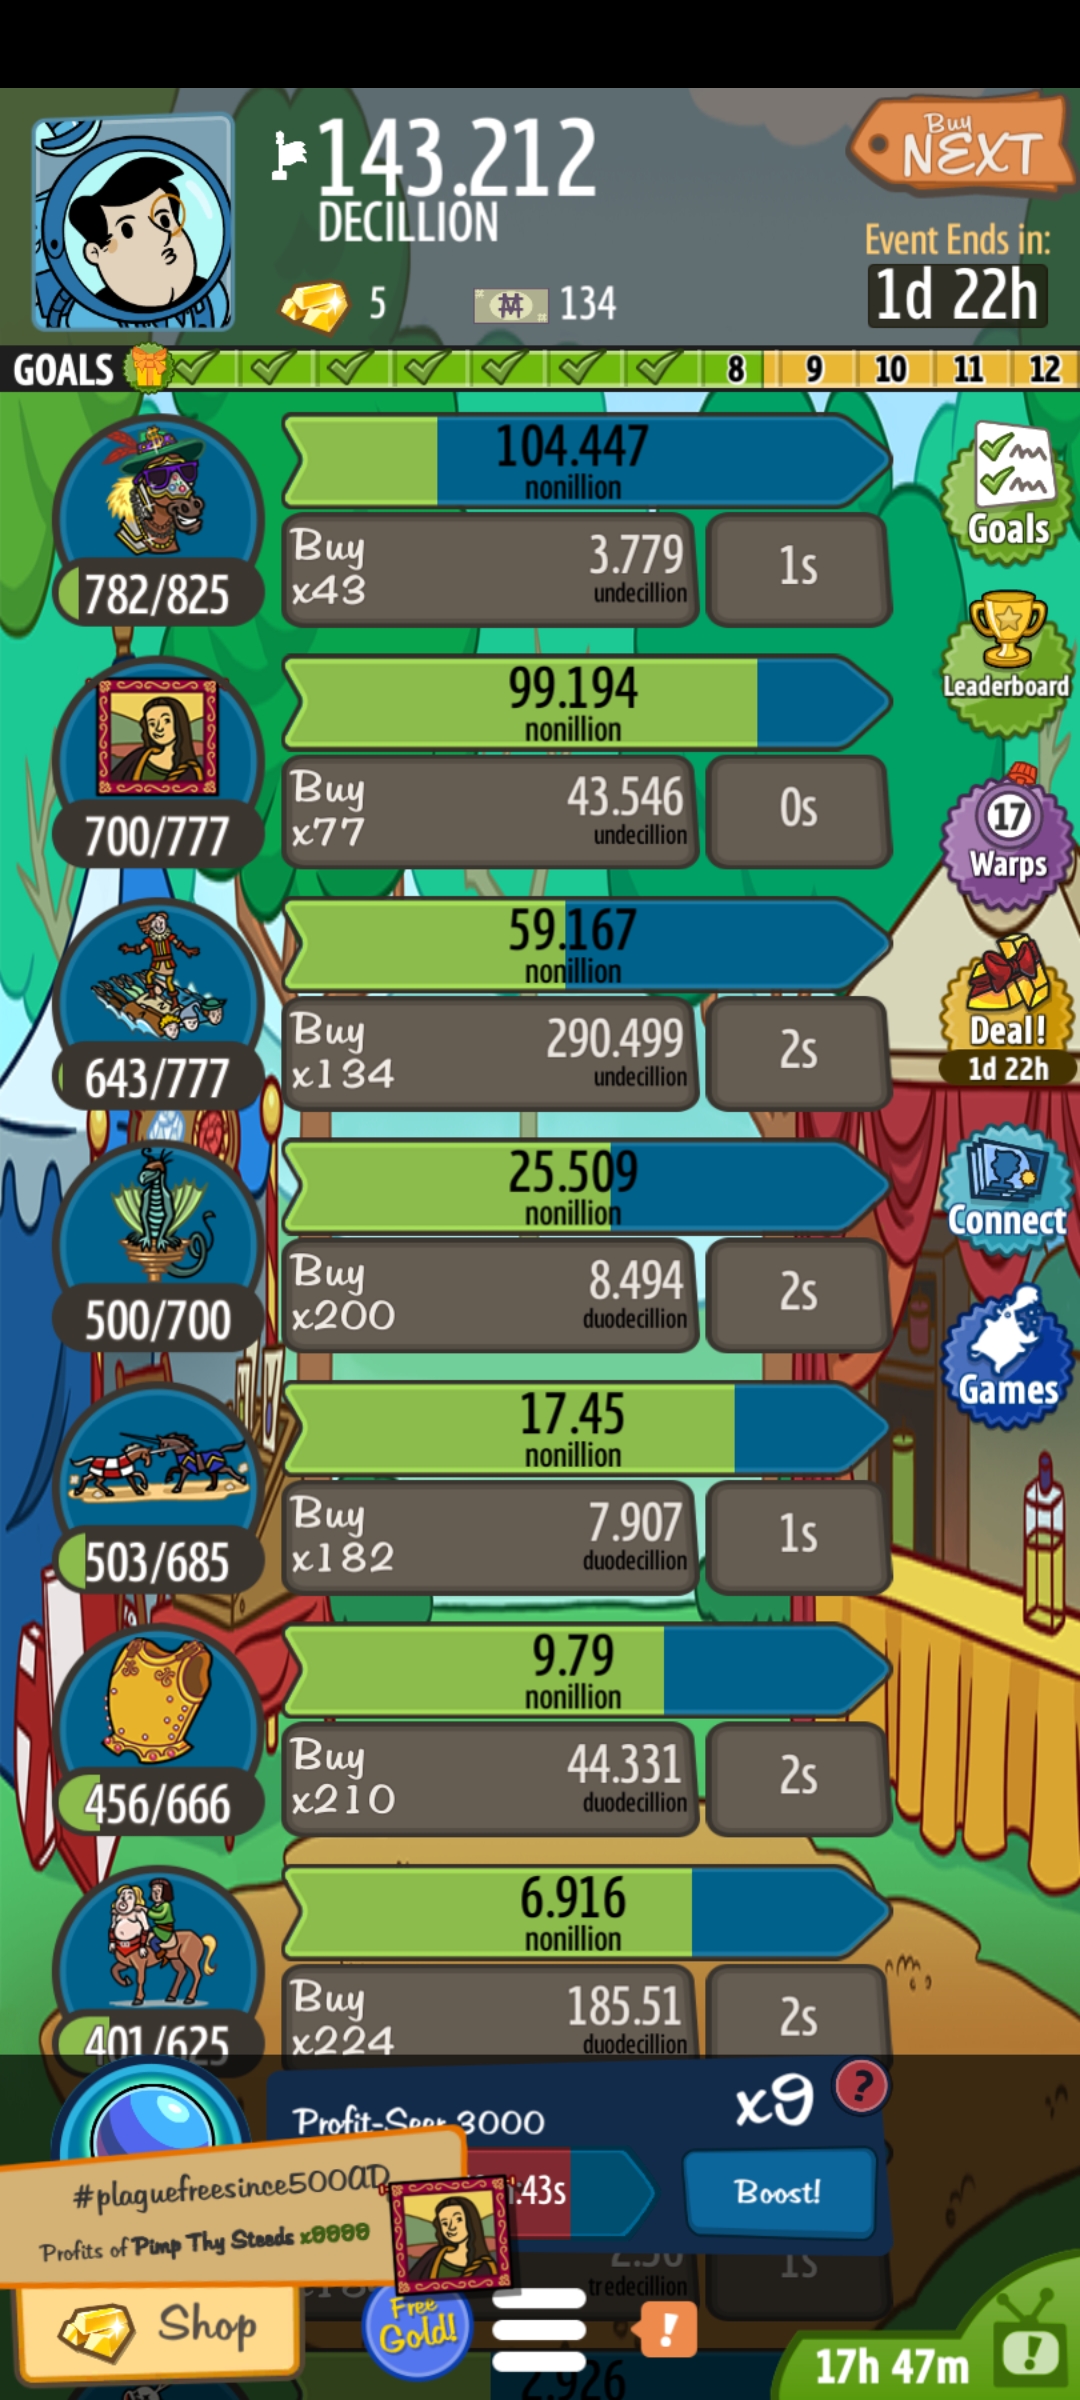 143.212
DECILLION
5
134
Buy
NEXT
Event Ends in:
1d 22h
GOALS
8 9 10 11 12
104.447
nonillion
782/825
Buy
x43
3.779
undecillion
1s
Goals
99.194
nonillion
700/777
Buy
x77
43.546
undecillion
0s
Leaderboard
59.167
nonillion
643/777
Buy
x134
290.499
undecillion
2s
17
Warps
Deal!
1d 22h
25.509
nonillion
500/700
Buy
x200
8.494
duodecillion
2s
Connect
Games
17.45
nonillion
503/685
Buy
x182
7.907
duodecillion
1s
9.79
nonillion
456/666
Buy
x210
44.331
duodecillion
2s
6.916
nonillion
401/625
Buy
x224
185.51
duodecillion
2s
Profit-Seer 3000
x9
?
:43s
Boost!
#plaguefreesince500AD
Profits of Pimp Thy Steeds x9999
tredecillion
1s
Shop
Free
Gold!
!
2.926
17h 47m
!